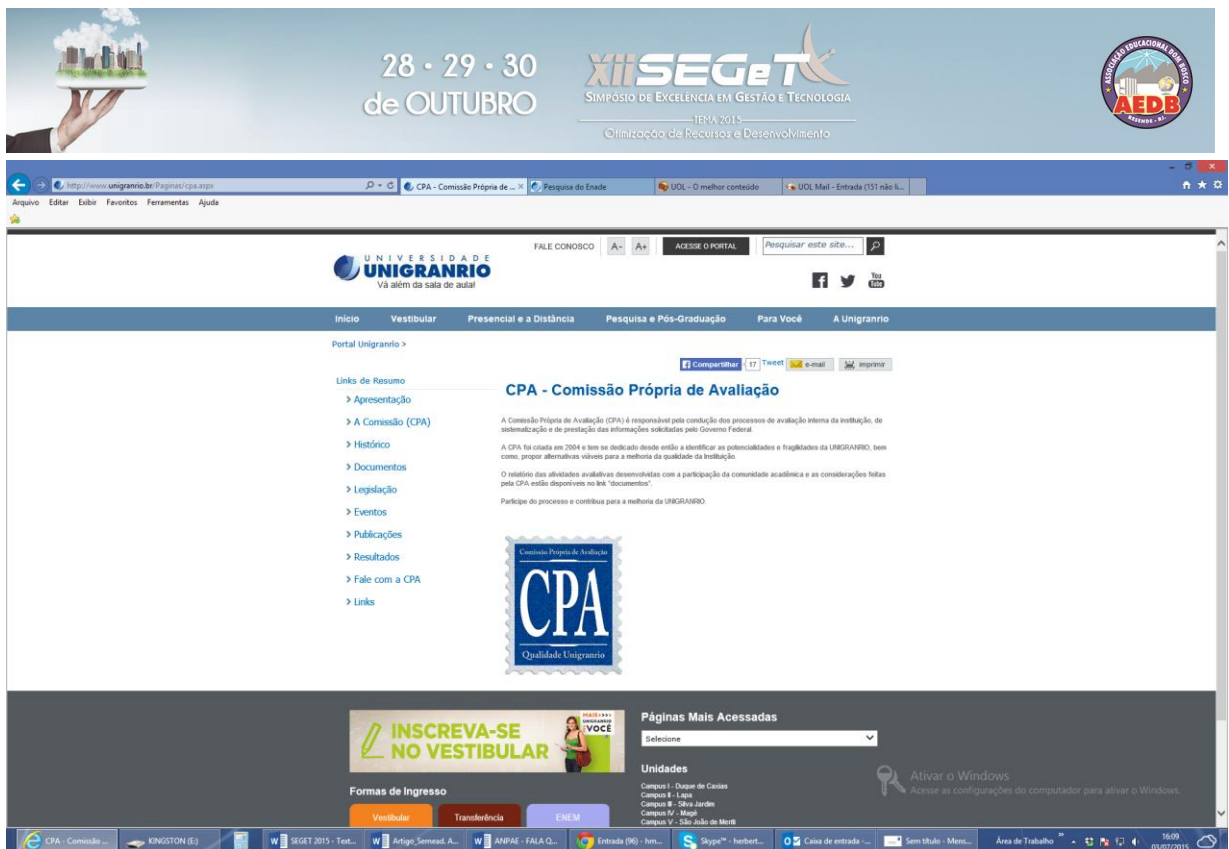 28 · 29 · 30
de OUTUBRO
XII SEGeT
SIMPÓSIO DE EXCELÊNCIA EM GESTÃO E TECNOLOGIA
TEMA 2015
Otimização de Recursos e Desenvolvimento
ASSOCIAÇÃO EDUCACIONAL DOM BOSCO
AEDB
RESENDE - RJ.
http://www.unigranrio.br/Paginas/cpa.aspx
CPA - Comissão Própria de ...
Pesquisa do Enade
UOL - O melhor conteúdo
UOL Mail - Entrada (151 não li...
Arquivo Editar Exibir Favoritos Ferramentas Ajuda
FALE CONOSCO A- A+ ACESSE O PORTAL Pesquisar este site...
UNIVERSIDADE
UNIGRANRIO
Vá além da sala de aula!
You Tube
Início Vestibular Presencial e a Distância Pesquisa e Pós-Graduação Para Você A Unigranrio
Portal Unigranrio >
Compartilhar 17 Tweet e-mail imprimir
Links de Resumo
> Apresentação
> A Comissão (CPA)
> Histórico
> Documentos
> Legislação
> Eventos
> Publicações
> Resultados
> Fale com a CPA
> Links
CPA - Comissão Própria de Avaliação
A Comissão Própria de Avaliação (CPA) é responsável pela condução dos processos de avaliação interna da instituição, de
sistematização e de prestação das informações solicitadas pelo Governo Federal.
A CPA foi criada em 2004 e tem se dedicado desde então a identificar as potencialidades e fragilidades da UNIGRANRIO, bem
como, propor alternativas viáveis para a melhoria da qualidade da Instituição.
O relatório das atividades avaliativas desenvolvidas com a participação da comunidade acadêmica e as considerações feitas
pela CPA estão disponíveis no link "documentos".
Participe do processo e contribua para a melhoria da UNIGRANRIO.
Comissão Própria de Avaliação
CPA
Qualidade Unigranrio
INSCREVA-SE
NO VESTIBULAR
MAIS >>>
UNIGRANRIO
VOCÊ
Formas de Ingresso
Vestibular Transferência ENEM
Páginas Mais Acessadas
Selecione
Unidades
Campus I - Duque de Caxias
Campus II - Lapa
Campus III - Silva Jardim
Campus IV - Magé
Campus V - São João de Meriti
Ativar o Windows
Acesse as configurações do computador para ativar o Windows.
CPA - Comissão ... KINGSTON (E:) SEGET 2015 - Text... Artigo_Semead. A... ANPAE - FALA Q... Entrada (96) - hm... Skype™ - herbert... Caixa de entrada -... Sem título - Mens... Área de Trabalho
16:09
03/07/2015